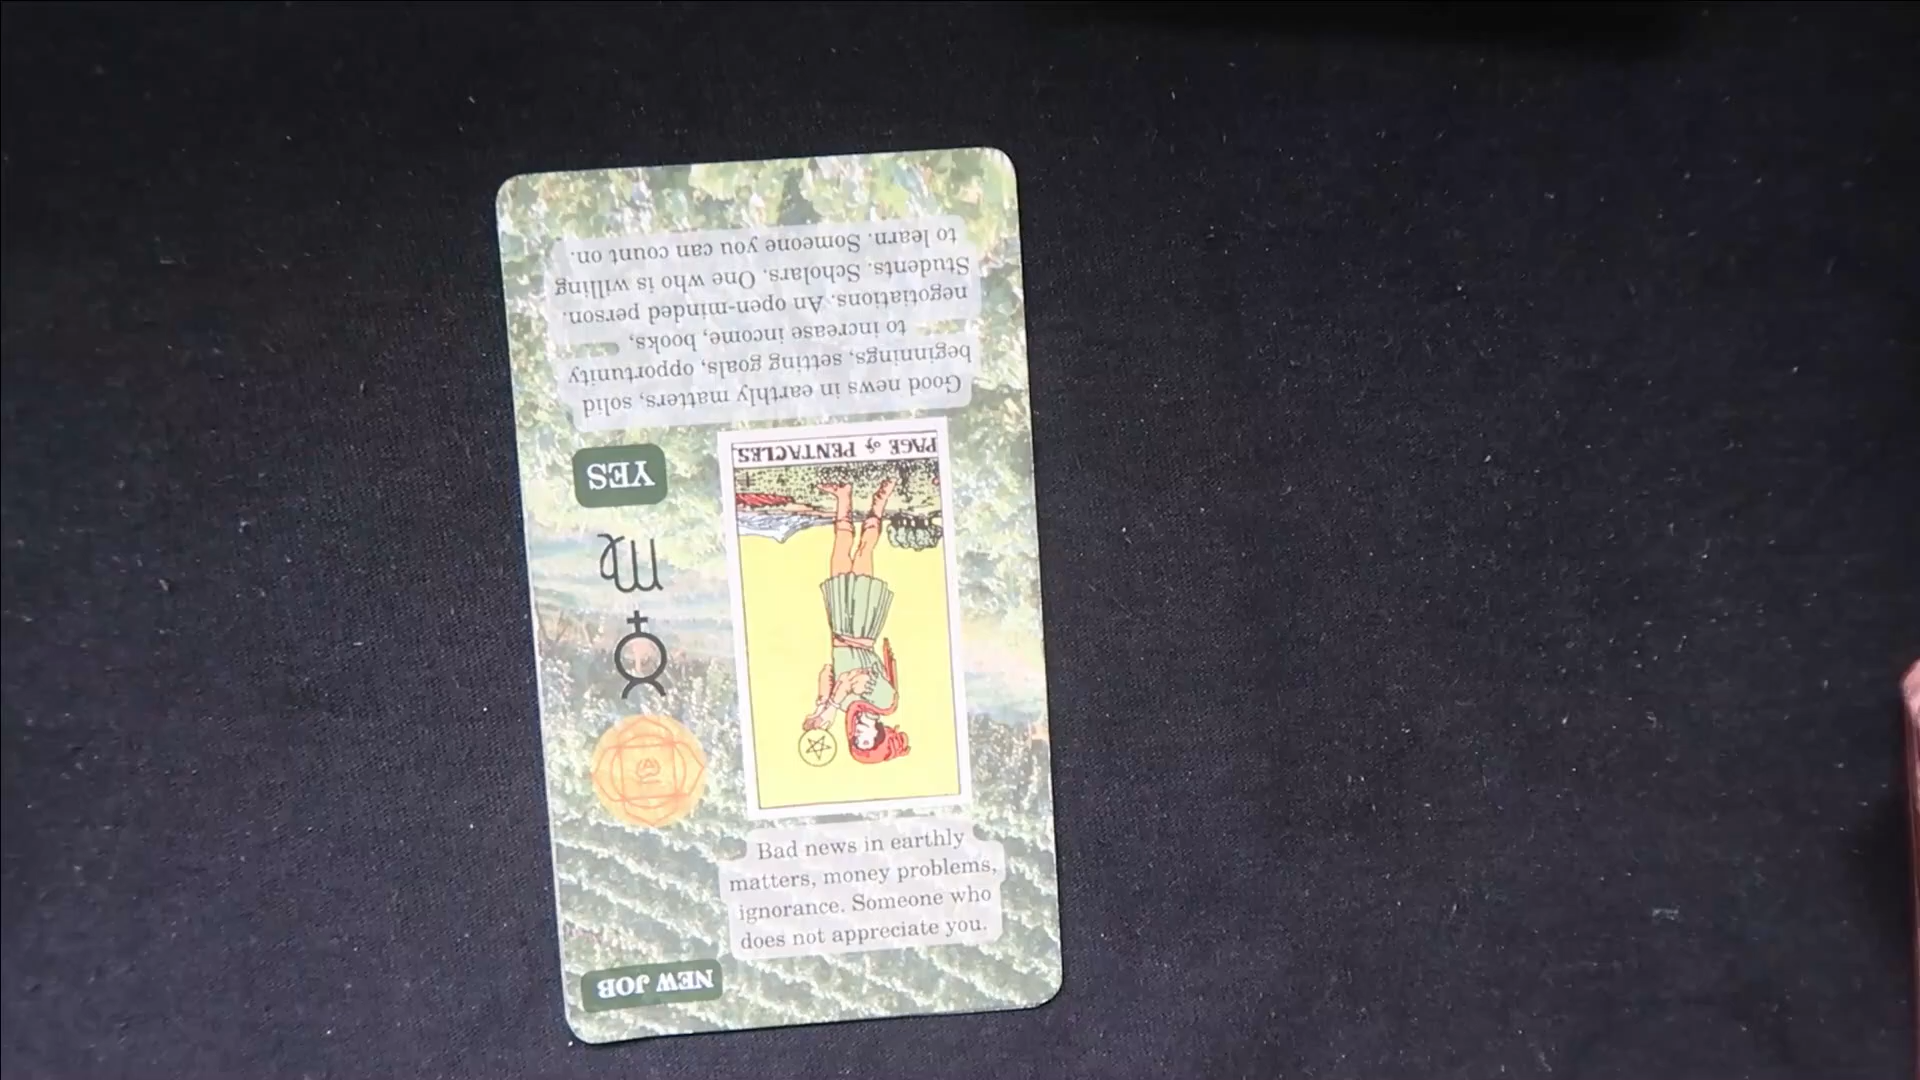 Good news in earthly matters, solid
beginnings, setting goals, opportunity
to increase income, books,
negotiations. An open-minded person.
Students. Scholars. One who is willing
to learn. Someone you can count on.
PAGE of PENTACLES
YES
Bad news in earthly
matters, money problems,
ignorance. Someone who
does not appreciate you.
NEW JOB